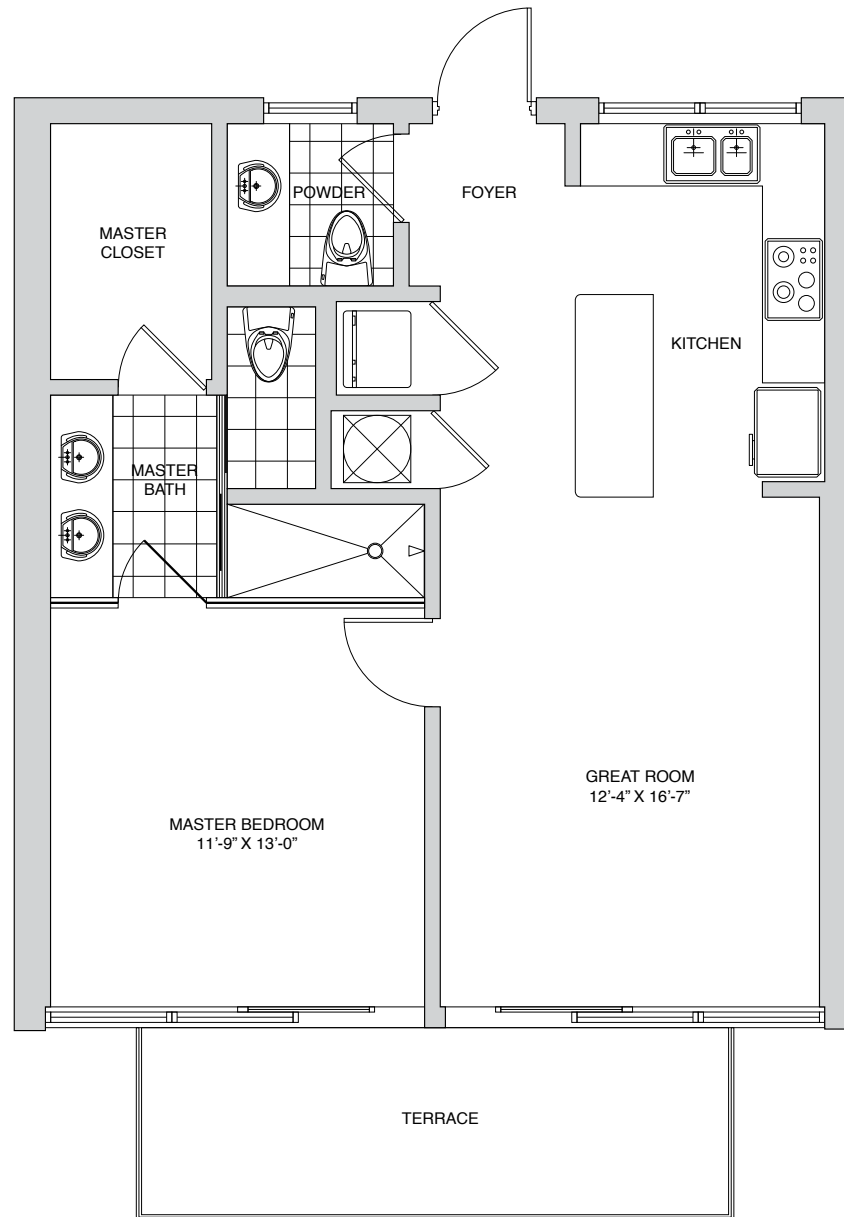 POWDER
FOYER
MASTER
CLOSET
KITCHEN
MASTER
BATH
GREAT ROOM
12’-4” X 16’-7”
MASTER BEDROOM
11’-9” X 13’-0”
TERRACE